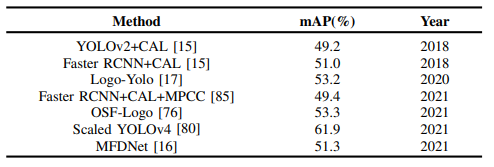 Method mAP(%) Year
YOLOv2+CAL [15] 49.2 2018
Faster RCNN+CAL [15] 51.0 2018
Logo-Yolo [17] 53.2 2020
Faster RCNN+CAL+MPCC [85] 49.4 2021
OSF-Logo [76] 53.3 2021
Scaled YOLOv4 [80] 61.9 2021
MFDNet [16] 51.3 2021